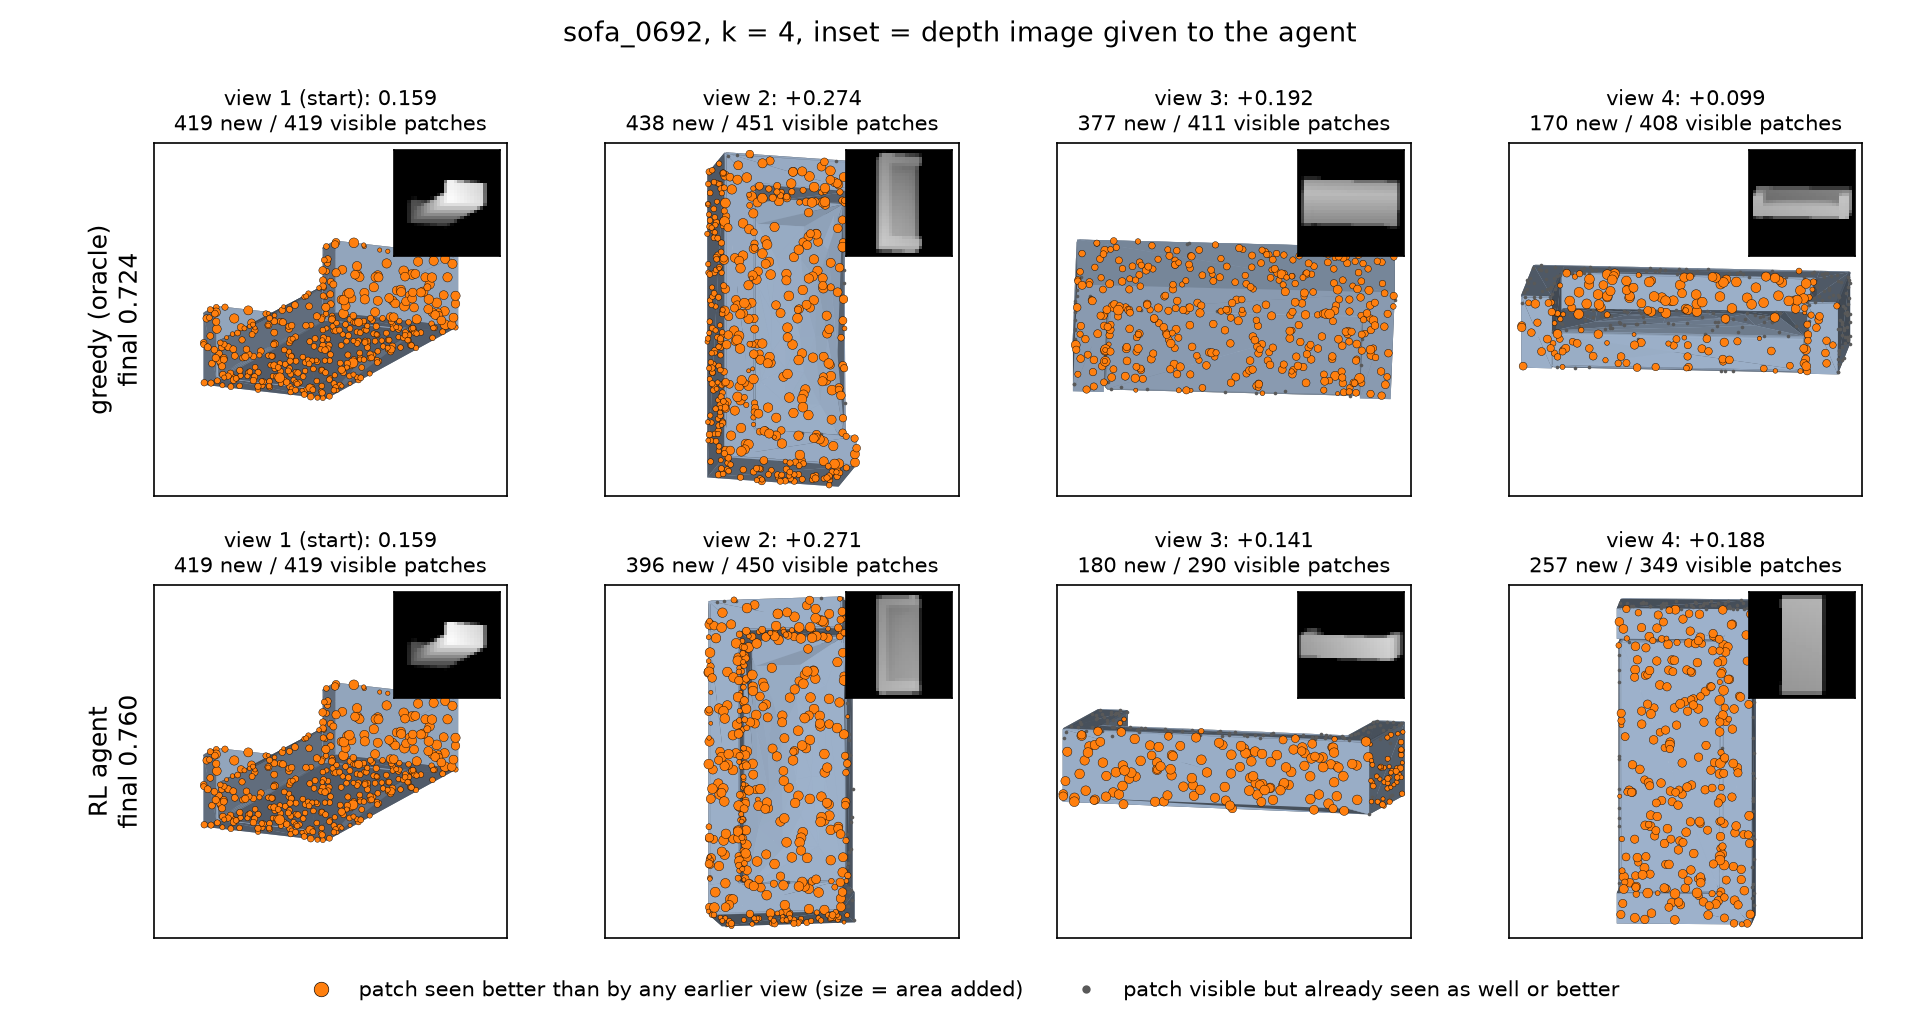 sofa_0692, k = 4, inset = depth image given to the agent
greedy (oracle)
final 0.724
view 1 (start): 0.159
419 new / 419 visible patches
view 2: +0.274
438 new / 451 visible patches
view 3: +0.192
377 new / 411 visible patches
view 4: +0.099
170 new / 408 visible patches
RL agent
final 0.760
view 1 (start): 0.159
419 new / 419 visible patches
view 2: +0.271
396 new / 450 visible patches
view 3: +0.141
180 new / 290 visible patches
view 4: +0.188
257 new / 349 visible patches
patch seen better than by any earlier view (size = area added)
patch visible but already seen as well or better